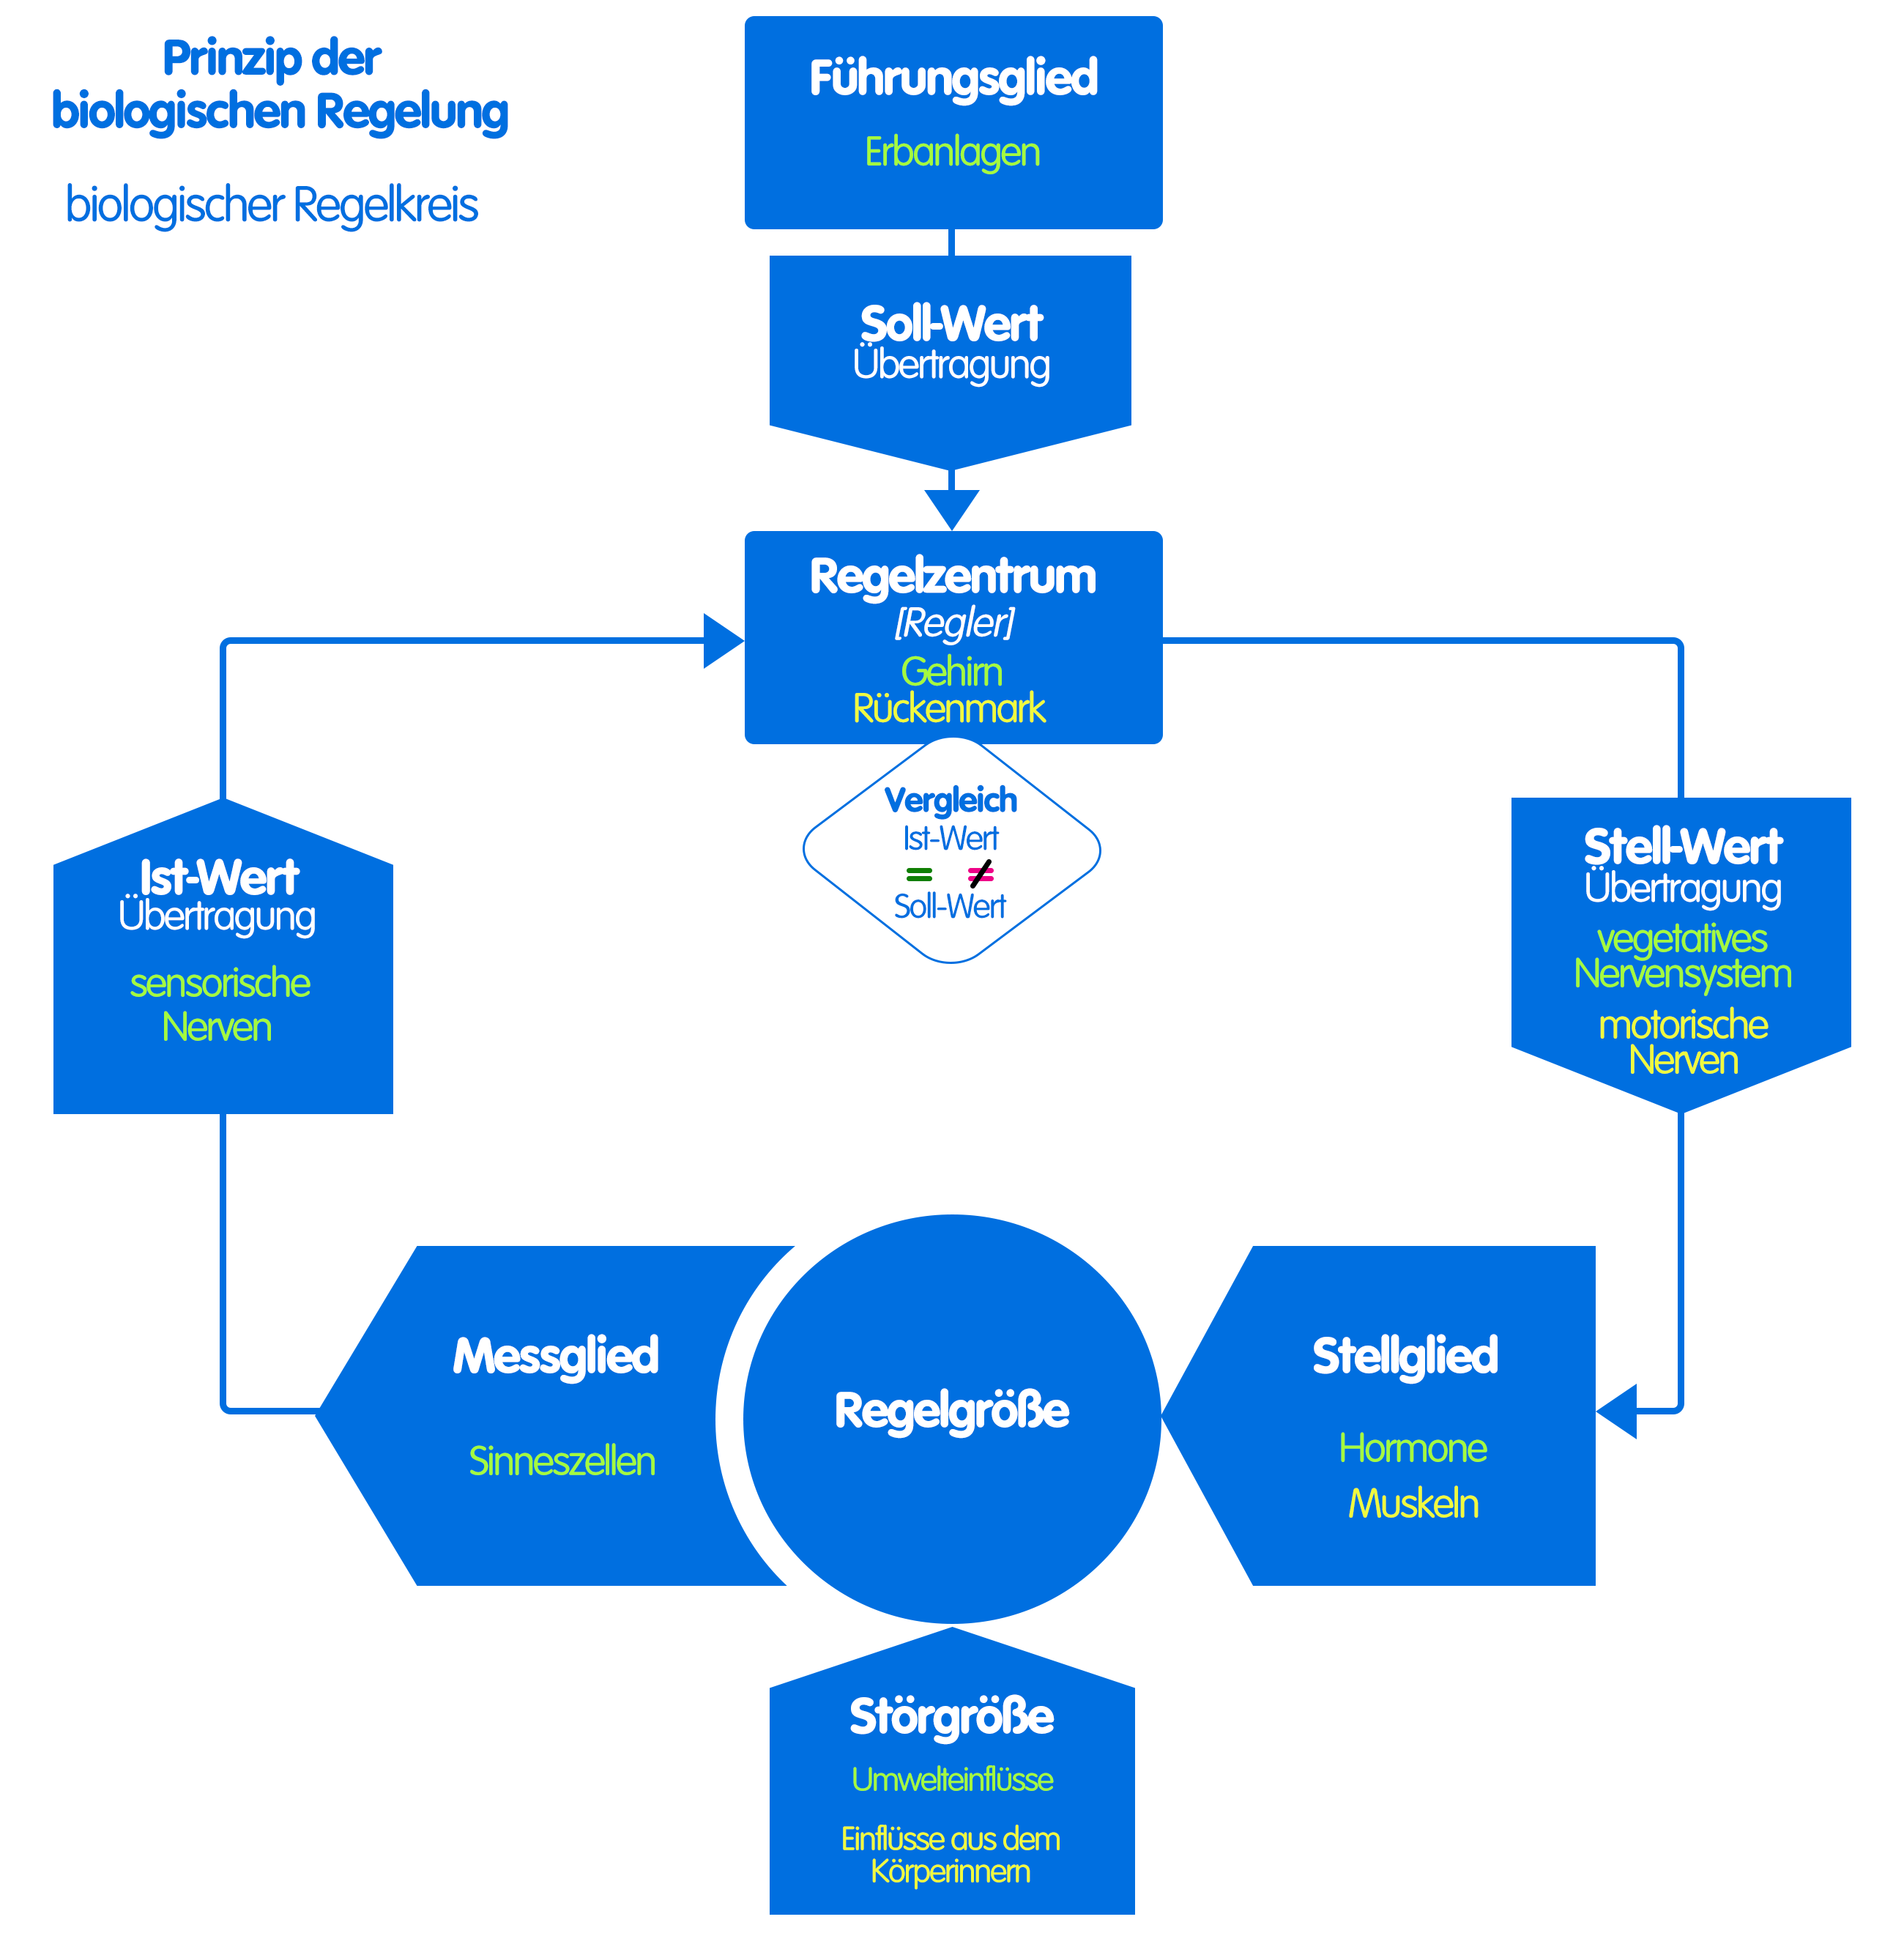 Prinzip der
biologischen Regelung
biologischer Regelkreis
Führungsglied
Erbanlagen
Soll-Wert
Übertragung
Regelzentrum
[Regler]
Gehirn
Rückenmark
Vergleich
Ist-Wert
= ≠
Soll-Wert
Ist-Wert
Übertragung
sensorische
Nerven
Stell-Wert
Übertragung
vegetatives
Nervensystem
motorische
Nerven
Messglied
Sinneszellen
Regelgröße
Stellglied
Hormone
Muskeln
Störgröße
Umwelteinflüsse
Einflüsse aus dem
Körperinnern